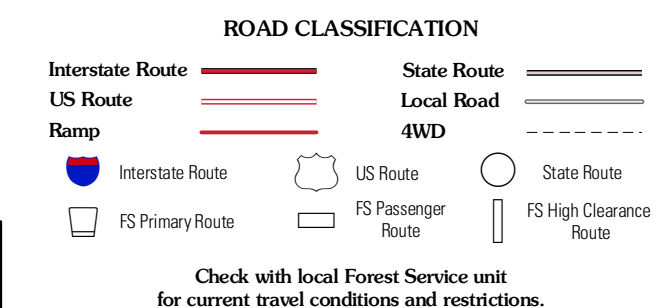 ROAD CLASSIFICATION
Interstate Route
State Route
US Route
Local Road
Ramp
4WD
Interstate Route
US Route
State Route
FS Primary Route
FS Passenger
Route
FS High Clearance
Route
Check with local Forest Service unit
for current travel conditions and restrictions.